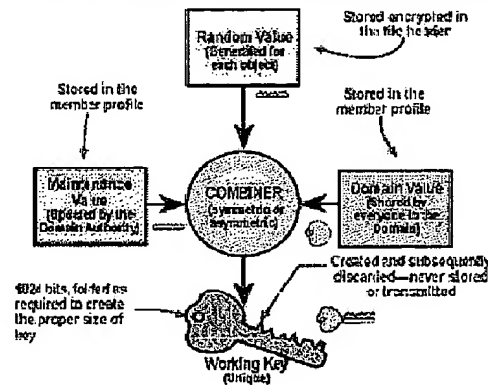 Stored encrypted in
the file header
Random Value
(Generated for
each object)
Stored in the
member profile
Stored in the
member profile
Maintenance
Value
(Updated by the
Domain Authority)
COMBINER
(Symmetric or
Asymmetric)
Domain Value
(Shared by
everyone in the
Domain)
Created and subsequently
discarded—never stored
or transmitted
1024 bits, folded as
required to create
the proper size of
key
Working Key
(Unique)